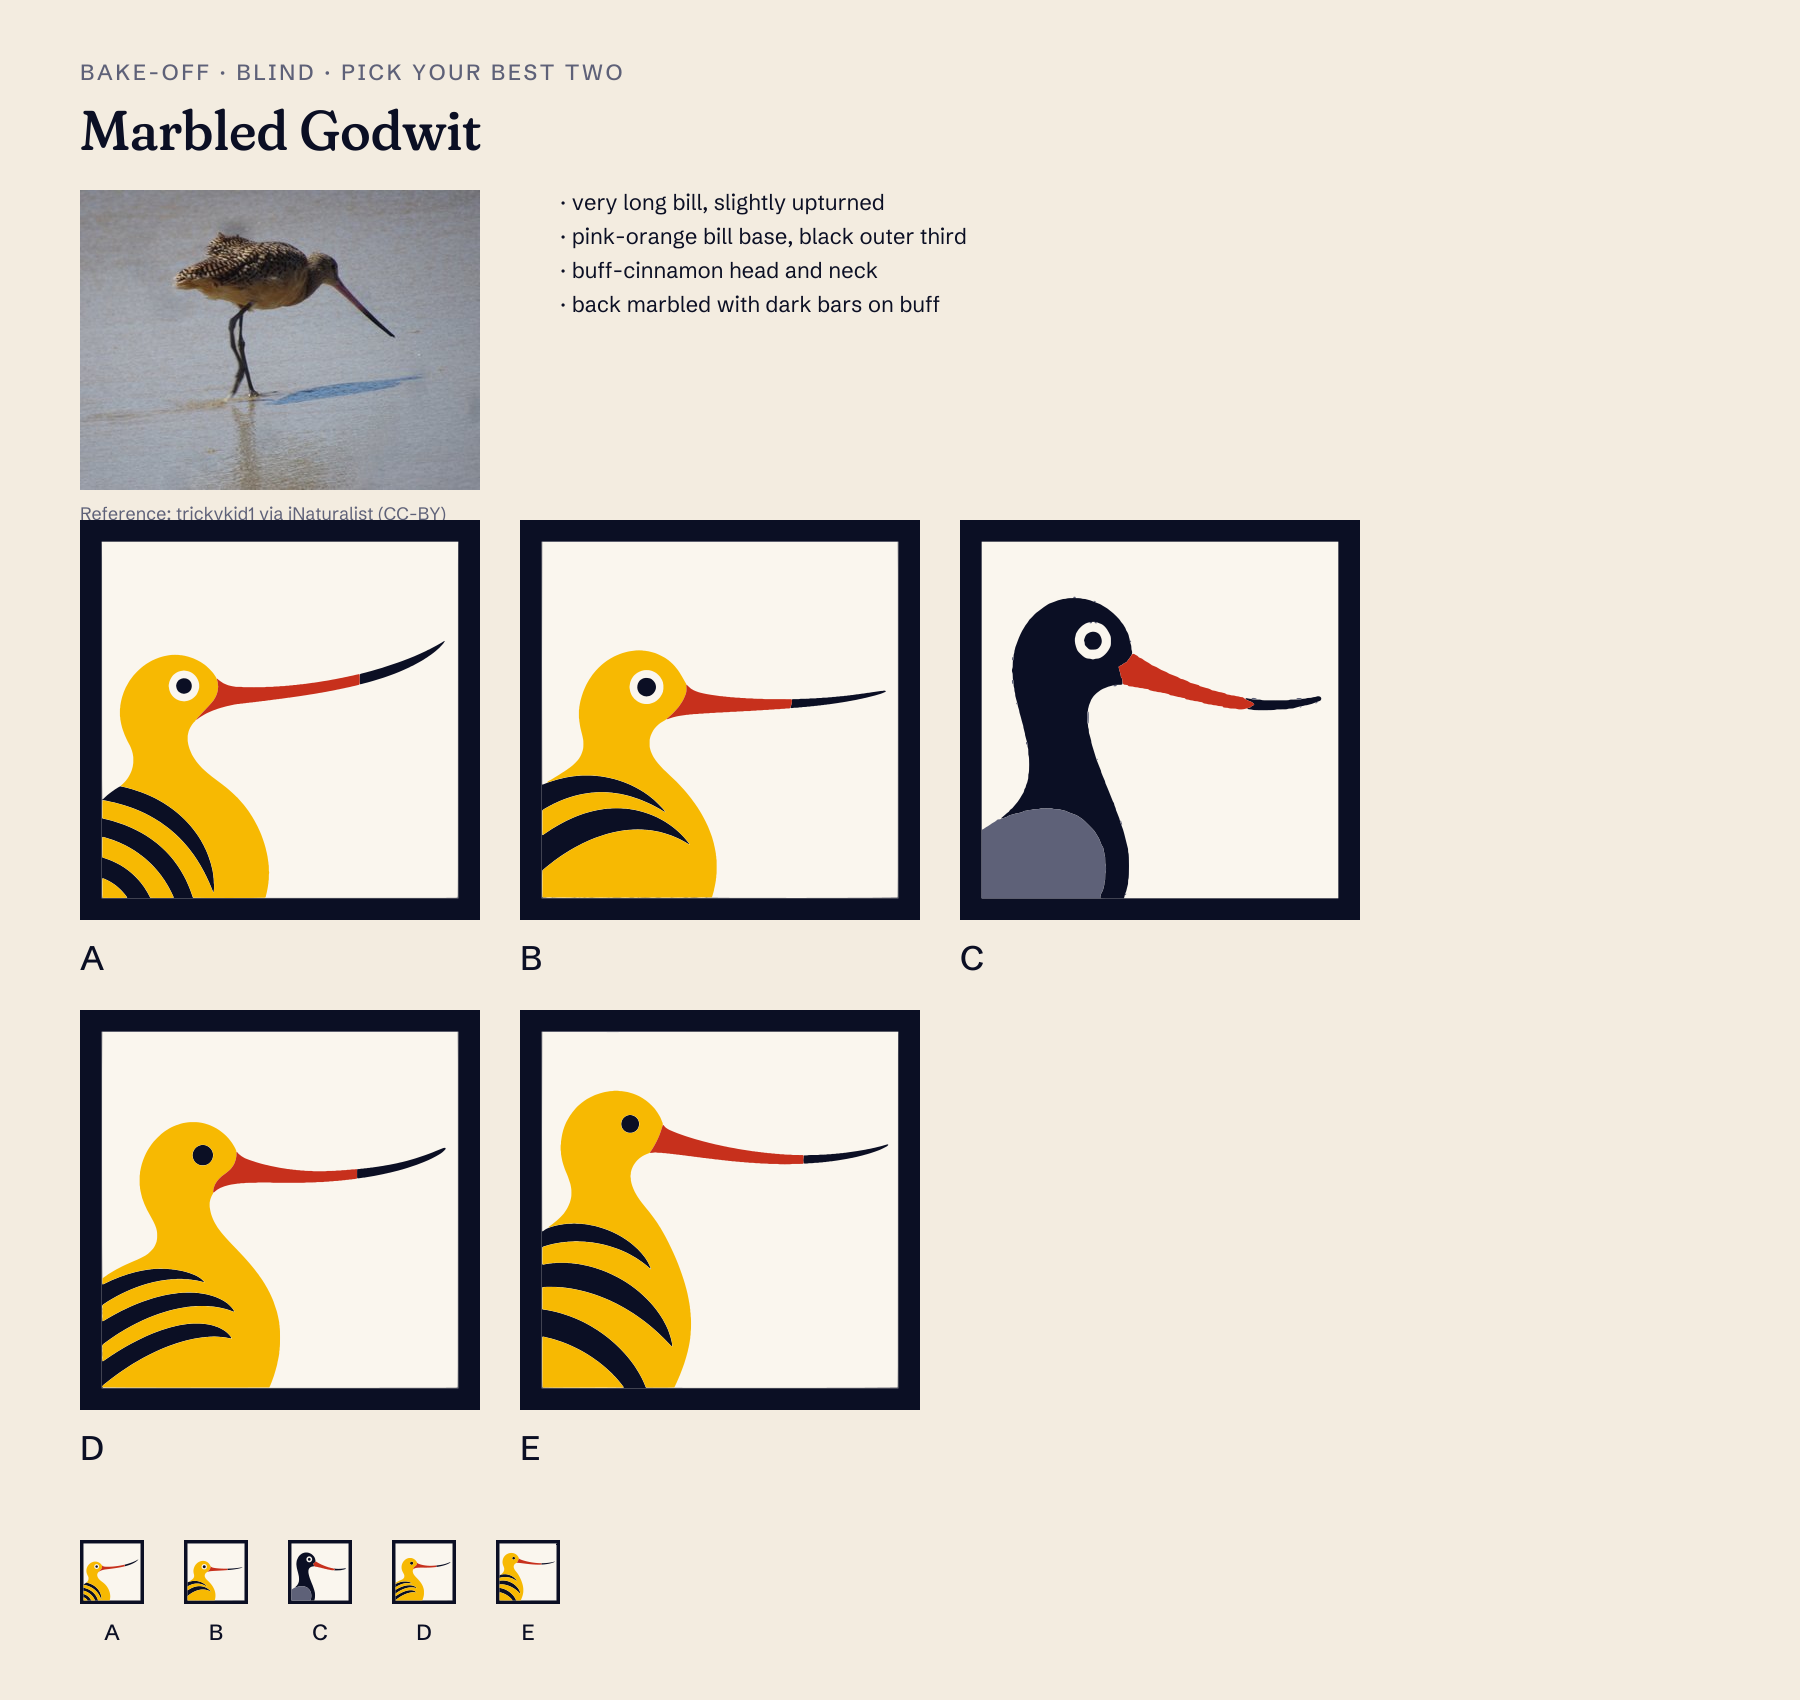 BAKE-OFF · BLIND · PICK YOUR BEST TWO
Marbled Godwit
· very long bill, slightly upturned
· pink-orange bill base, black outer third
· buff-cinnamon head and neck
· back marbled with dark bars on buff
Reference: trickykid1 via iNaturalist (CC-BY)
A
B
C
D
E
A
B
C
D
E